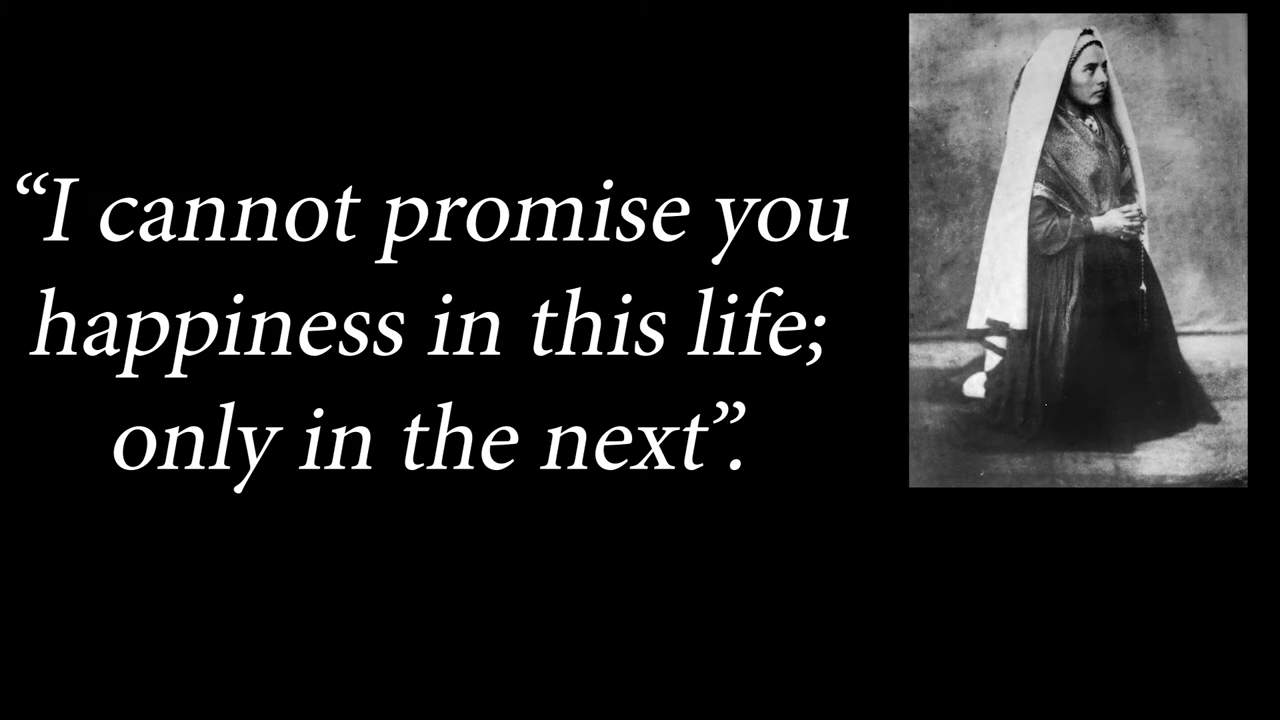 “I cannot promise you
happiness in this life;
only in the next”.